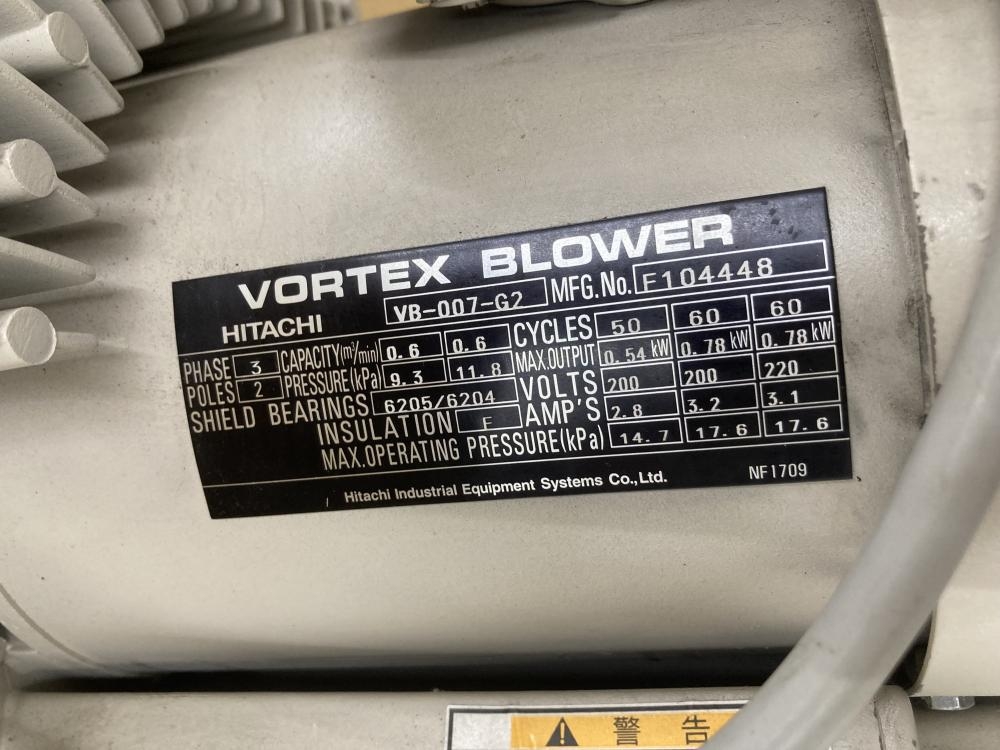 VORTEX BLOWER
HITACHI VB-007-G2 MFG.No. F104448
PHASE 3 CAPACITY(m³/min) 0.6 0.6 CYCLES 50 60 60
POLES 2 PRESSURE(kPa) 9.3 11.8 MAX.OUTPUT 0.54 kW 0.78 kW 0.78 kW
SHIELD BEARINGS 6205/6204 VOLTS 200 200 220
INSULATION F AMP'S 2.8 3.2 3.1
MAX.OPERATING PRESSURE(kPa) 14.7 17.6 17.6
Hitachi Industrial Equipment Systems Co.,Ltd. NF1709
警告